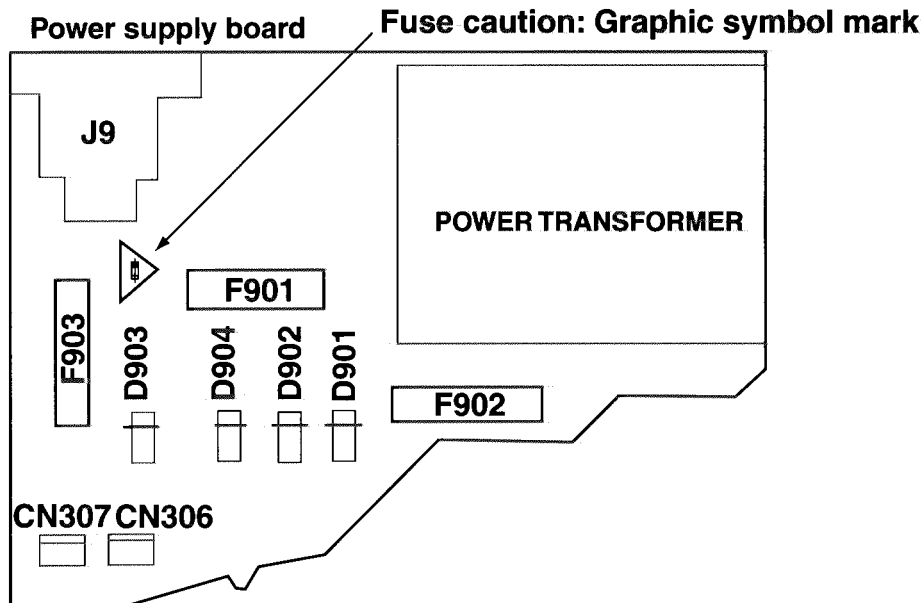 Fuse caution: Graphic symbol mark
Power supply board
J9
POWER TRANSFORMER
F901
F903
D903
D904
D902
D901
F902
CN307 CN306